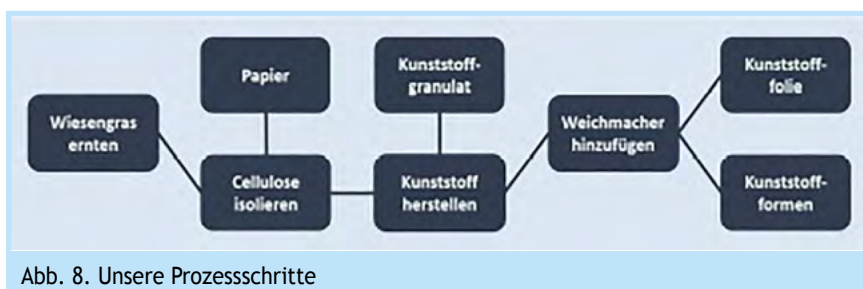 Wiesengras
ernten
Papier
Cellulose
isolieren
Kunststoff-
granulat
Kunststoff
herstellen
Weichmacher
hinzufügen
Kunststoff-
folie
Kunststoff-
formen
Abb. 8. Unsere Prozessschritte